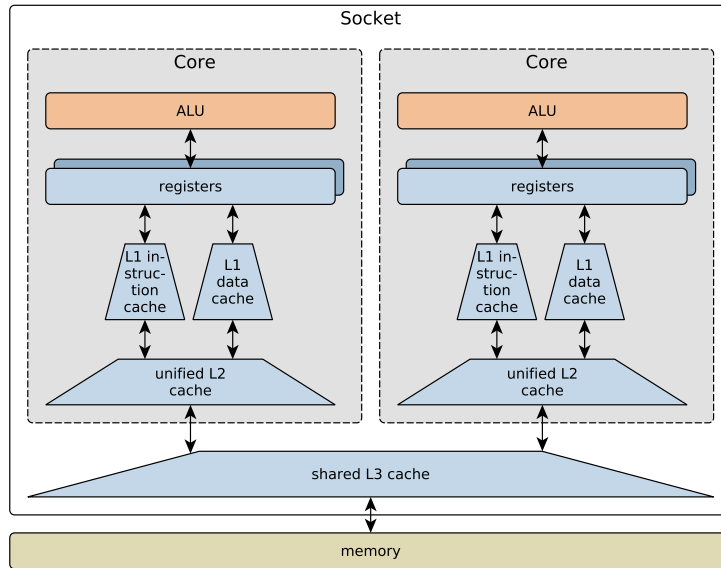 Socket
Core
ALU
registers
L1 in-
struc-
tion
cache
L1
data
cache
unified L2
cache
Core
ALU
registers
L1 in-
struc-
tion
cache
L1
data
cache
unified L2
cache
shared L3 cache
memory